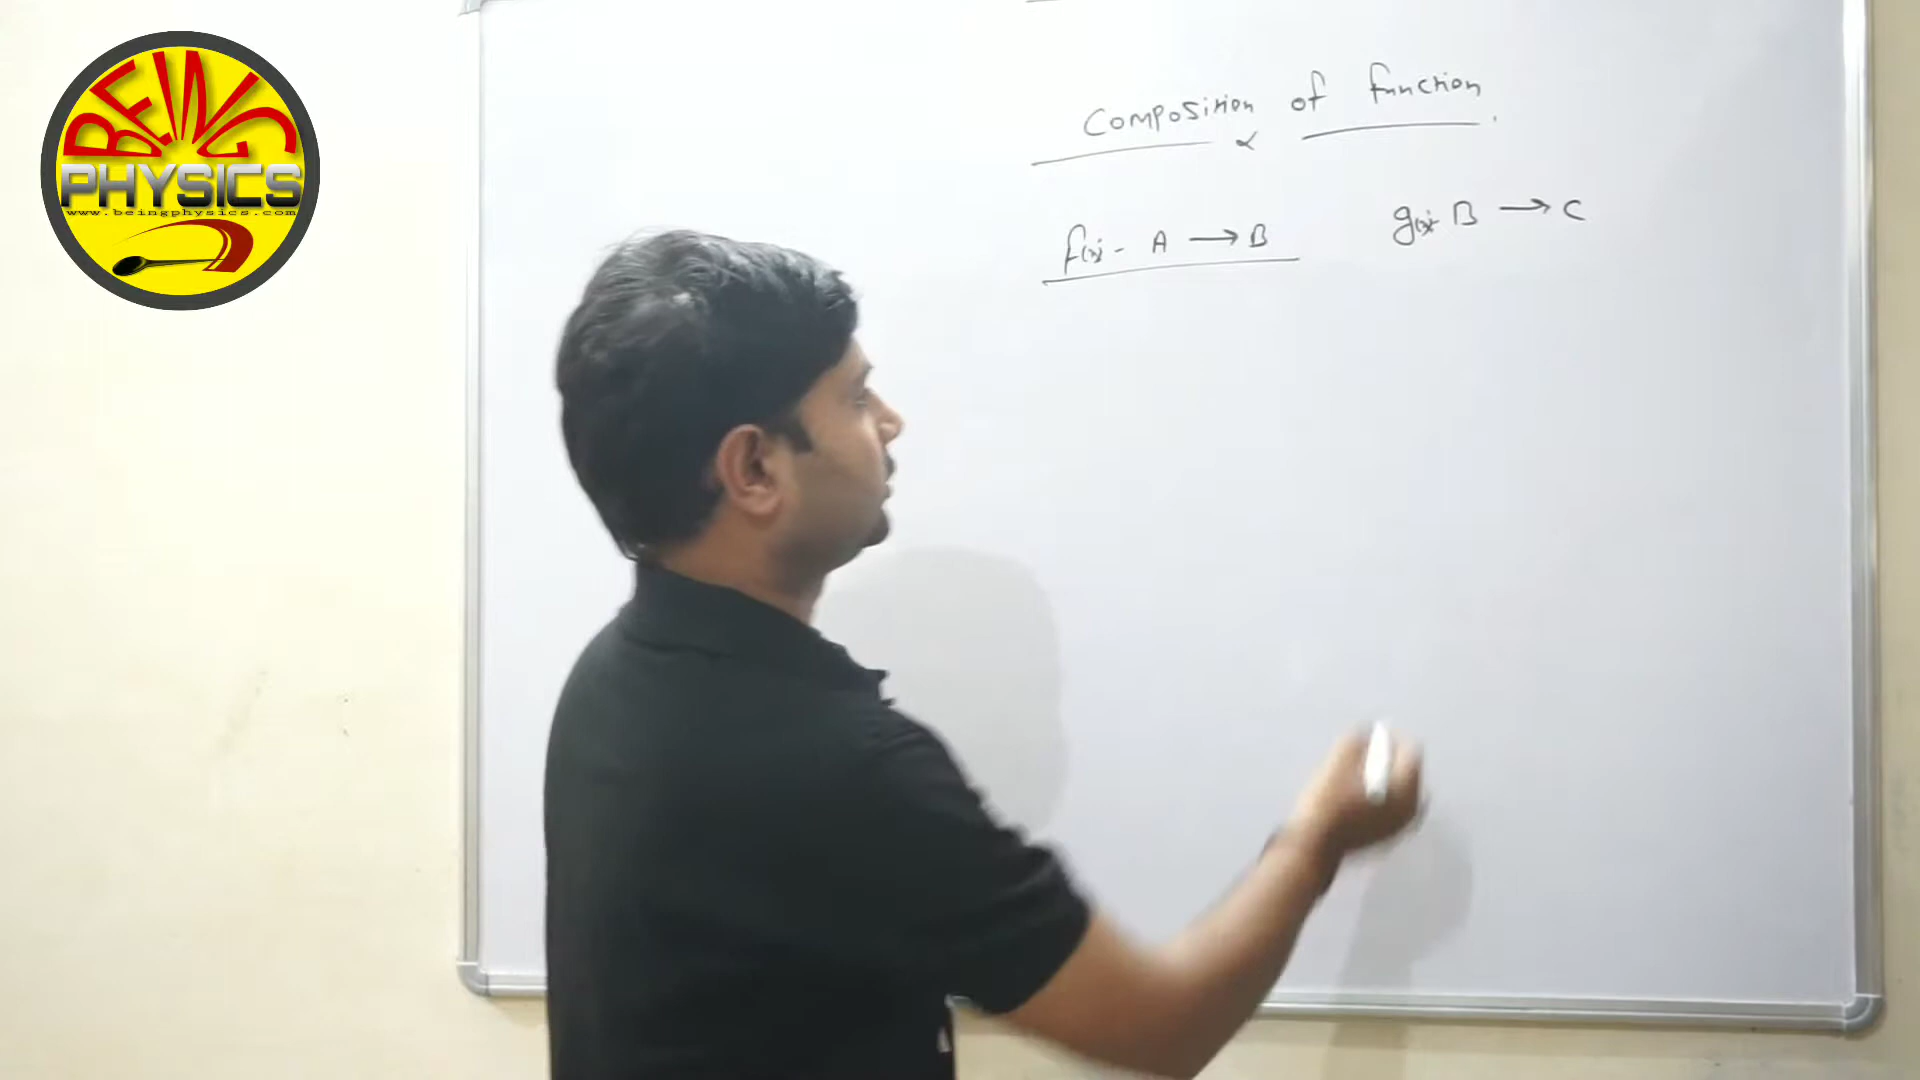 BEING
PHYSICS
www.beingphysics.com
Composition of function.
f(x) - A → B
g(x) - B → C